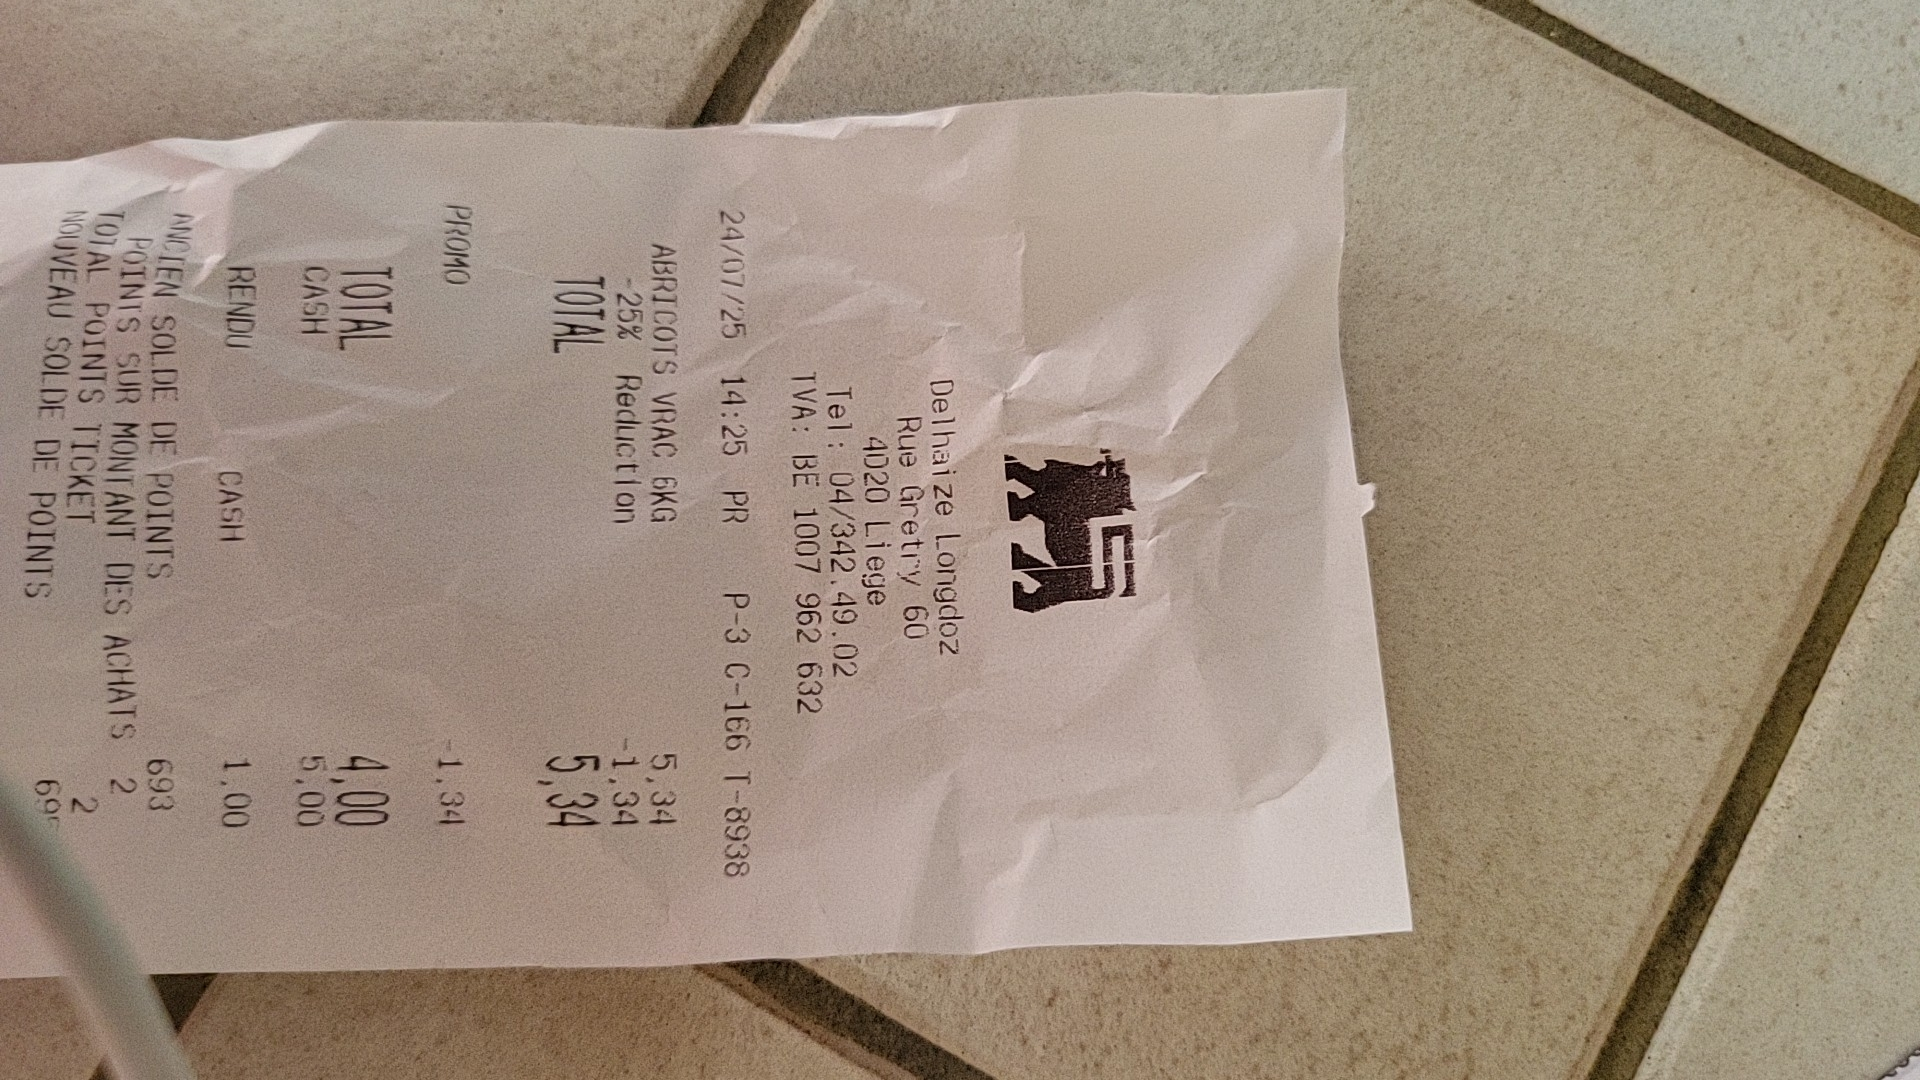 Delhaize Longdoz
Rue Gretry 60
4020 Liege
Tel: 04/342.49.02
TVA: BE 1007 962 632
24/07/25 14:25 PR P-3 C-166 T-8938
ABRICOTS VRAC 6KG 5,34
-25% Reduction -1,34
TOTAL 5,34
PROMO -1,34
TOTAL 4,00
CASH 5,00
RENDU CASH 1,00
ANCIEN SOLDE DE POINTS 693
POINTS SUR MONTANT DES ACHATS 2
TOTAL POINTS TICKET 2
NOUVEAU SOLDE DE POINTS